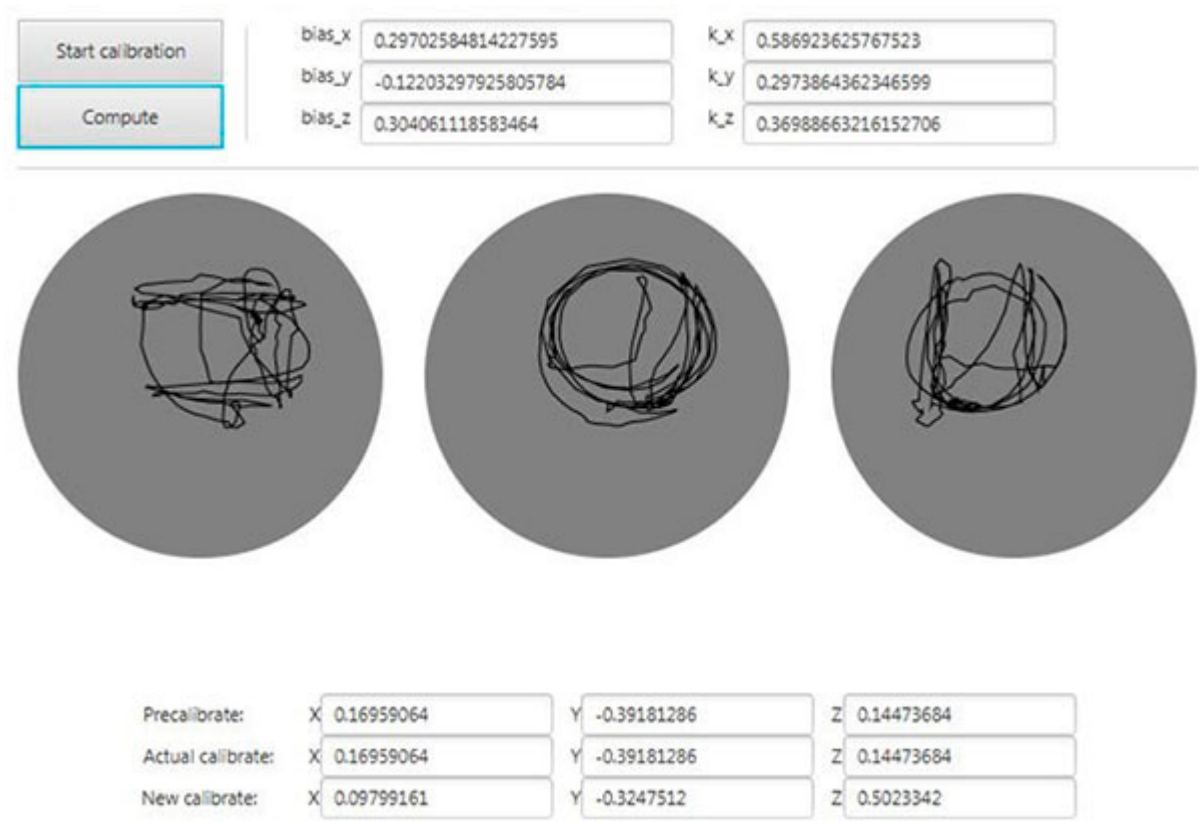 Start calibration
Compute
bias_x 0.29702584814227595 k_x 0.586923625767523
bias_y -0.12203297925805784 k_y 0.2973864362346599
bias_z 0.304061118583464 k_z 0.36988663216152706
Precalibrate: X 0.16959064 Y -0.39181286 Z 0.14473684
Actual calibrate: X 0.16959064 Y -0.39181286 Z 0.14473684
New calibrate: X 0.09799161 Y -0.3247512 Z 0.5023342